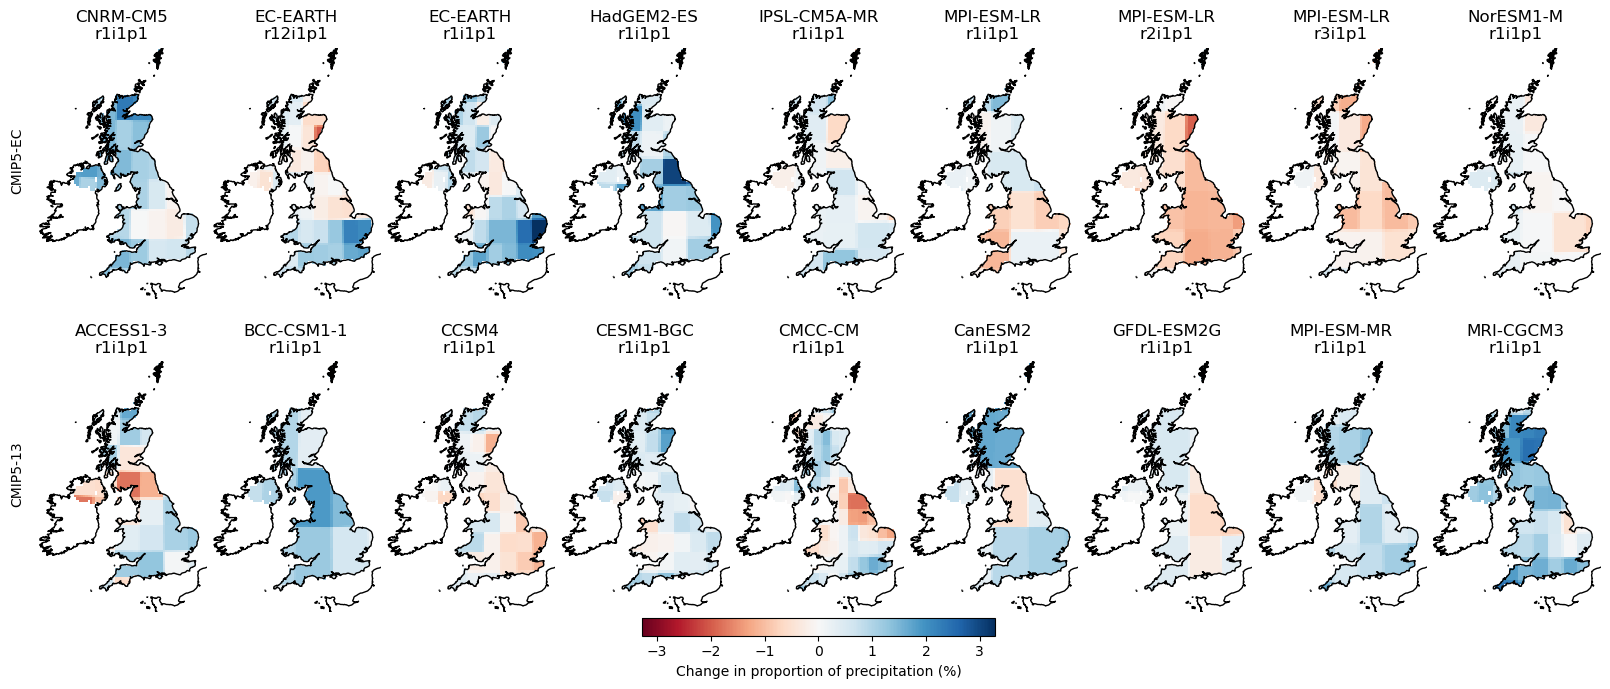 CNRM-CM5 EC-EARTH EC-EARTH HadGEM2-ES IPSL-CM5A-MR MPI-ESM-LR MPI-ESM-LR MPI-ESM-LR NorESM1-M
r1i1p1 r12i1p1 r1i1p1 r1i1p1 r1i1p1 r1i1p1 r2i1p1 r3i1p1 r1i1p1
CMIP5-EC
ACCESS1-3 BCC-CSM1-1 CCSM4 CESM1-BGC CMCC-CM CanESM2 GFDL-ESM2G MPI-ESM-MR MRI-CGCM3
r1i1p1 r1i1p1 r1i1p1 r1i1p1 r1i1p1 r1i1p1 r1i1p1 r1i1p1 r1i1p1
CMIP5-13
−3 −2 −1 0 1 2 3
Change in proportion of precipitation (%)